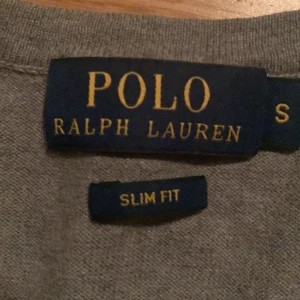 POLO
RALPH LAUREN
S
SLIM FIT